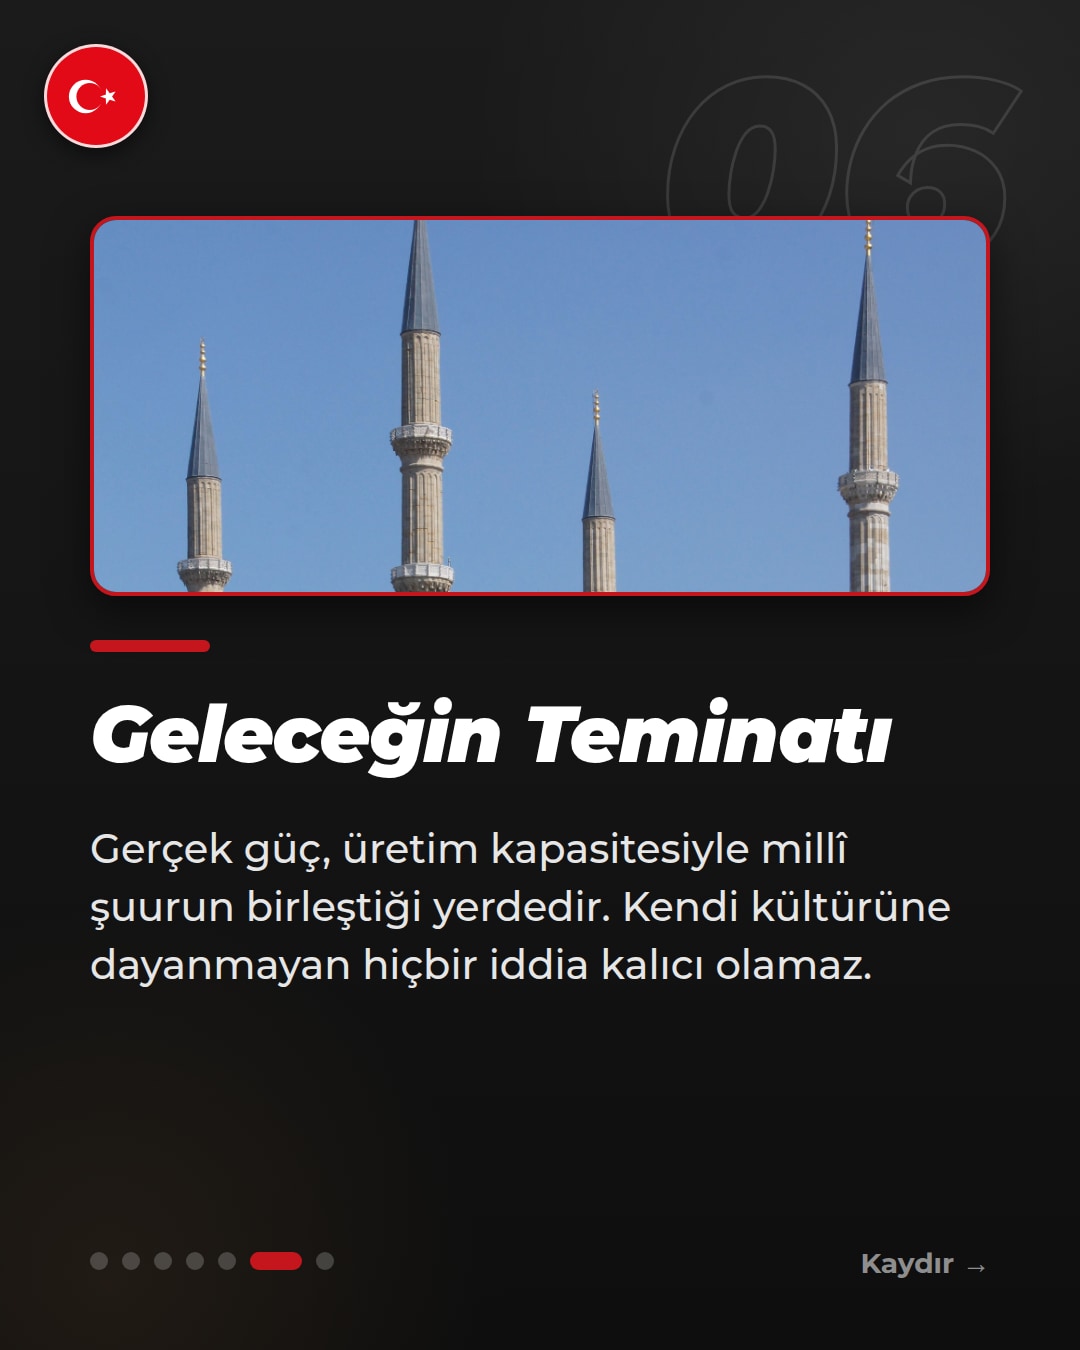 06
Geleceğin Teminatı
Gerçek güç, üretim kapasitesiyle millî
şuurun birleştiği yerdedir. Kendi kültürüne
dayanmayan hiçbir iddia kalıcı olamaz.
Kaydır →